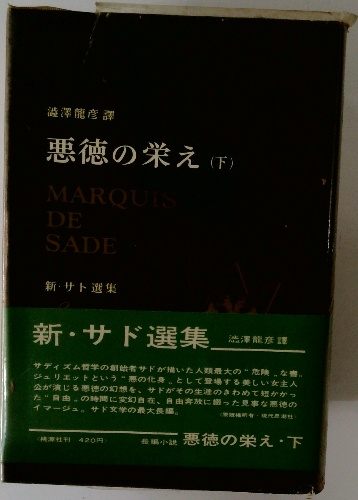 澁澤龍彦譯
悪徳の栄え(下)
MARQUIS
DE
SADE
新・サド選集
新・サド選集 澁澤龍彦譯
サディズム哲学の創始者サドが描いた人類最大の〝危険〟な書。
ジュリエットという〝悪の化身〟として登場する美しい女主人
公が演じる悪徳の幻想を、サドがその生涯のきわめて短かかっ
た〝自由〟の時間に変幻自在、自由奔放に綴った見事な悪徳の
イマージュ。サド文学の最大長編。
〈桃源社刊 420円〉 長編小説 悪徳の栄え・下